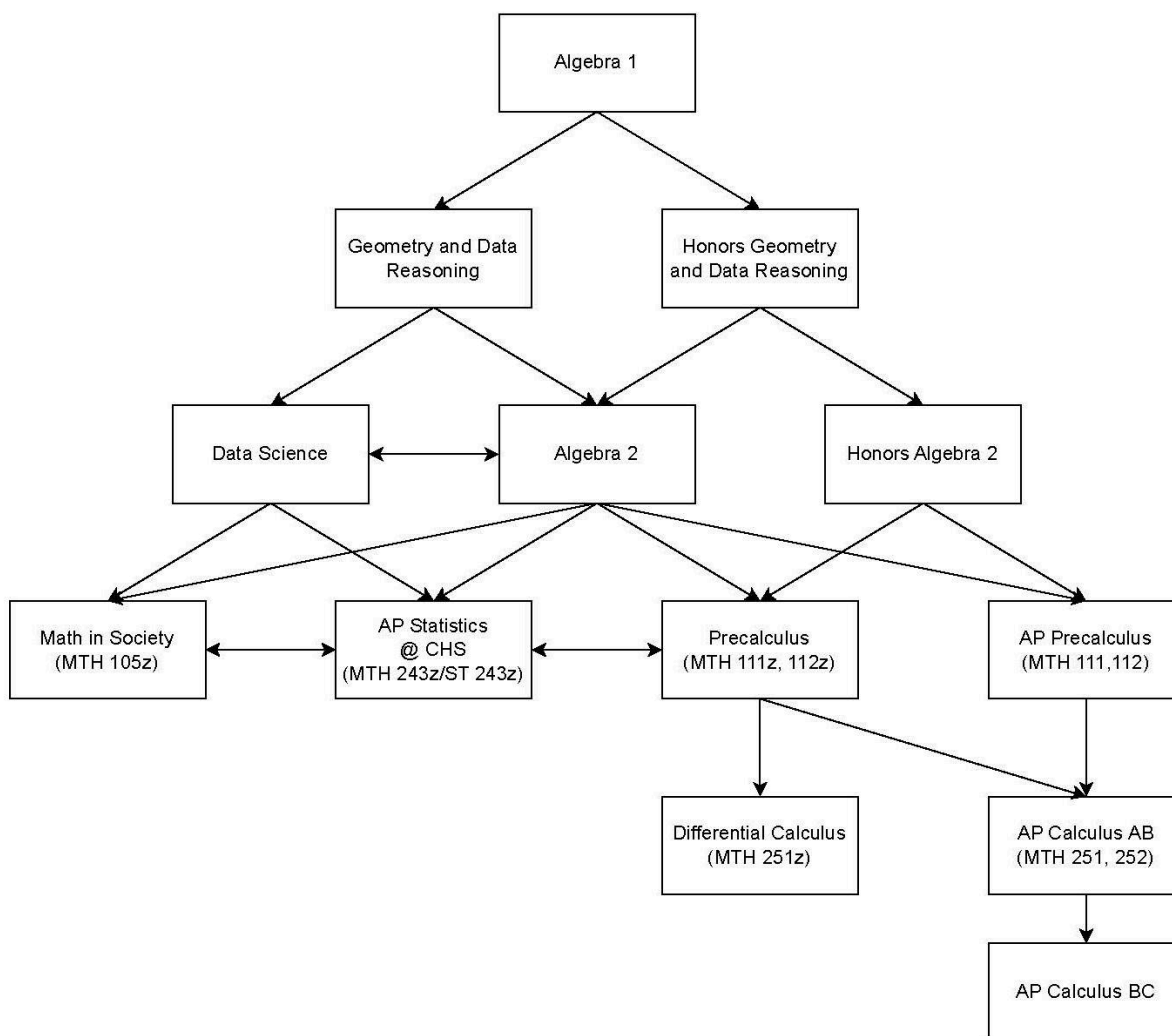 Algebra 1
Geometry and Data
Reasoning
Honors Geometry
and Data Reasoning
Data Science
Algebra 2
Honors Algebra 2
Math in Society
(MTH 105z)
AP Statistics
@ CHS
(MTH 243z/ST 243z)
Precalculus
(MTH 111z, 112z)
AP Precalculus
(MTH 111,112)
Differential Calculus
(MTH 251z)
AP Calculus AB
(MTH 251, 252)
AP Calculus BC